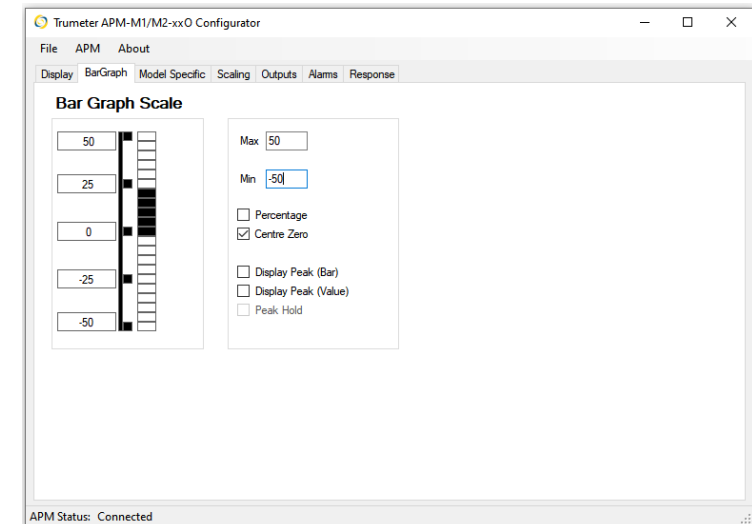 Trumeter APM-M1/M2-xxO Configurator
File APM About
Display BarGraph Model Specific Scaling Outputs Alarms Response
Bar Graph Scale
50
25
0
-25
-50
Max 50
Min -50
Percentage
Centre Zero
Display Peak (Bar)
Display Peak (Value)
Peak Hold
APM Status: Connected